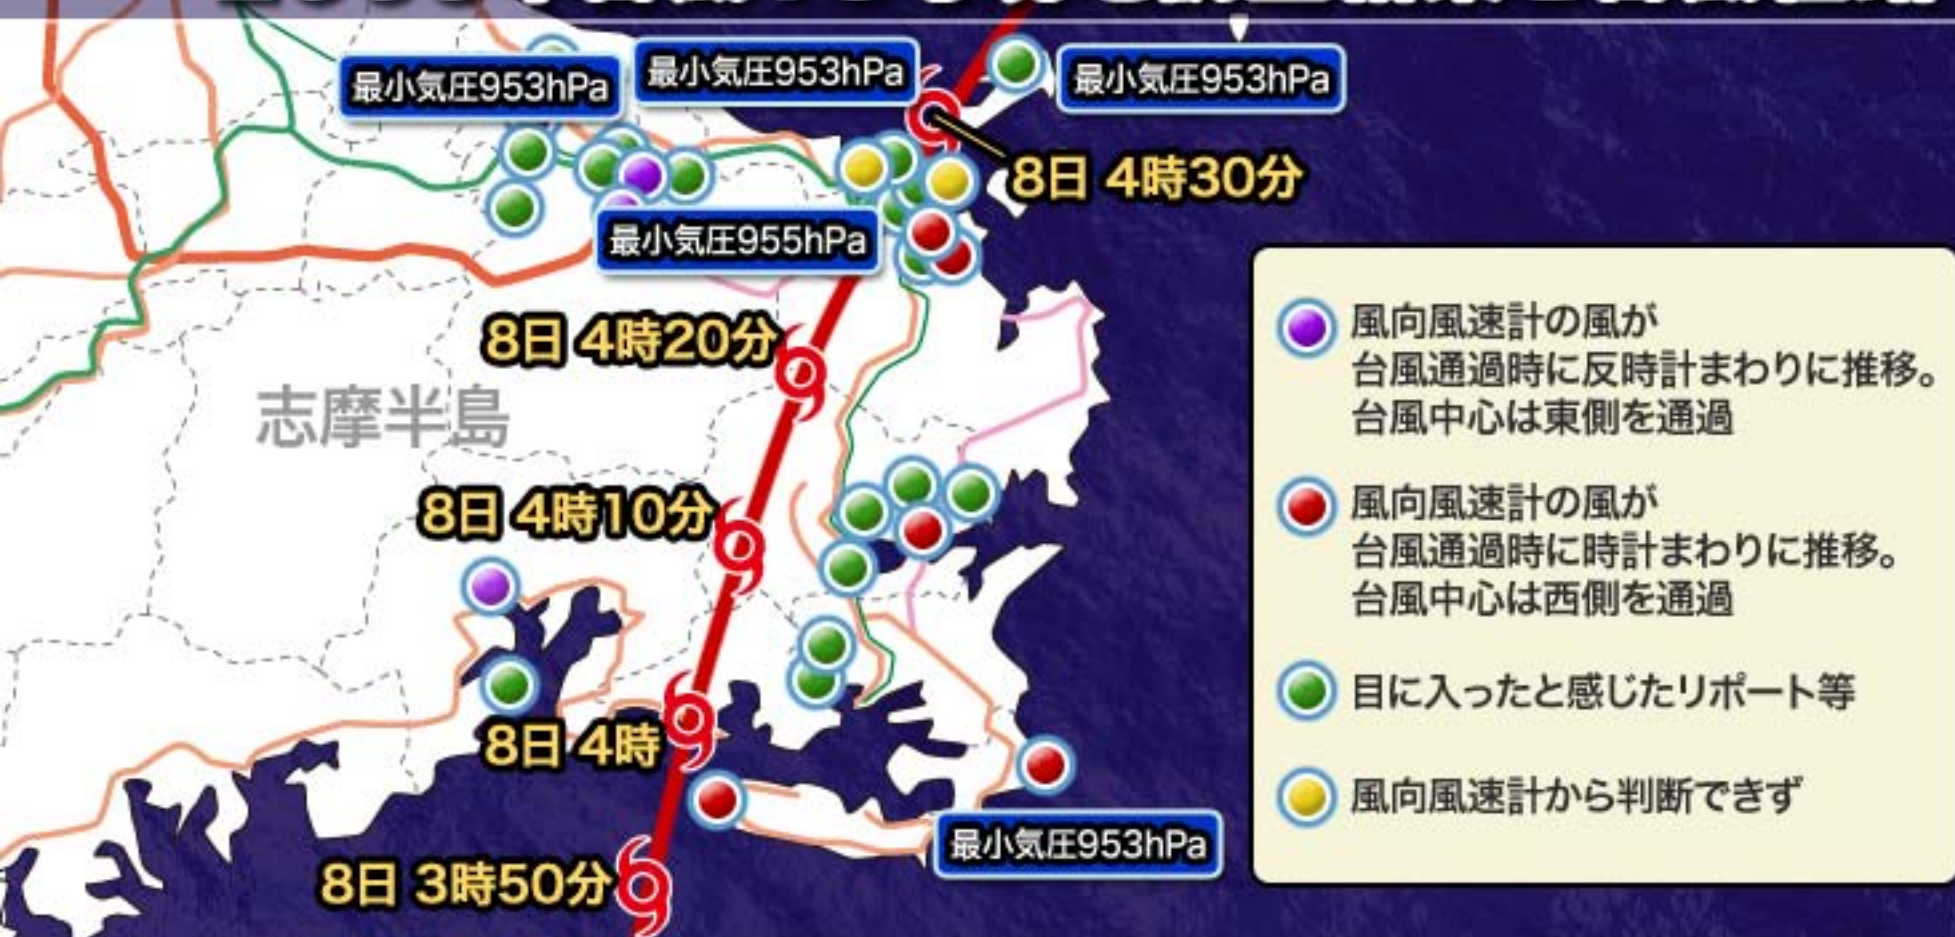 最小気圧953hPa
最小気圧953hPa
最小気圧953hPa
8日 4時30分
最小気圧955hPa
8日 4時20分
志摩半島
8日 4時10分
8日 4時
最小気圧953hPa
8日 3時50分
風向風速計の風が
台風通過時に反時計まわりに推移。
台風中心は東側を通過
風向風速計の風が
台風通過時に時計まわりに推移。
台風中心は西側を通過
目に入ったと感じたリポート等
風向風速計から判断できず